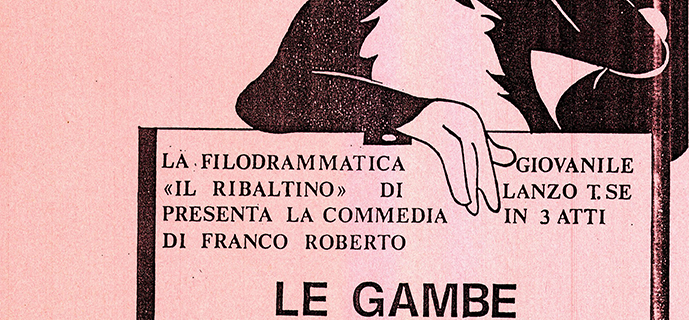 LA FILODRAMMATICA GIOVANILE
«IL RIBALTINO» DI LANZO T.SE
PRESENTA LA COMMEDIA IN 3 ATTI
DI FRANCO ROBERTO
LE GAMBE